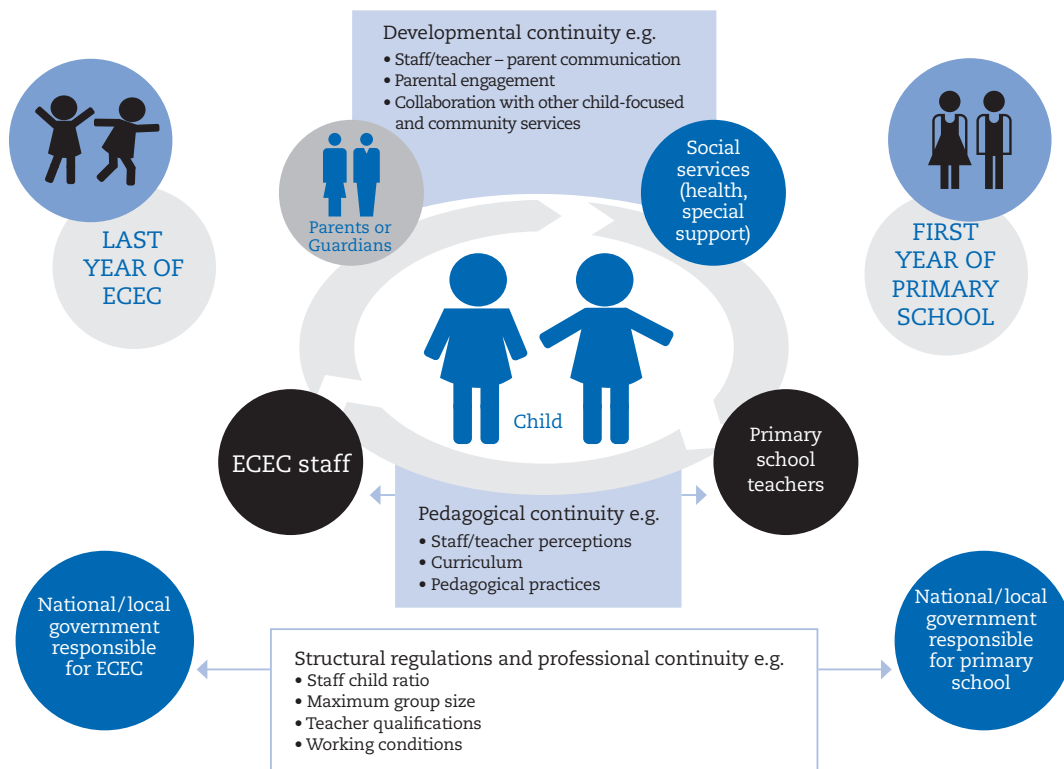 Developmental continuity e.g.
• Staff/teacher – parent communication
• Parental engagement
• Collaboration with other child-focused
and community services
Parents or
Guardians
Social
services
(health,
special
support)
LAST
YEAR OF
ECEC
FIRST
YEAR OF
PRIMARY
SCHOOL
Child
ECEC staff
Primary
school
teachers
Pedagogical continuity e.g.
• Staff/teacher perceptions
• Curriculum
• Pedagogical practices
National/local
government
responsible
for ECEC
National/local
government
responsible
for primary
school
Structural regulations and professional continuity e.g.
• Staff child ratio
• Maximum group size
• Teacher qualifications
• Working conditions